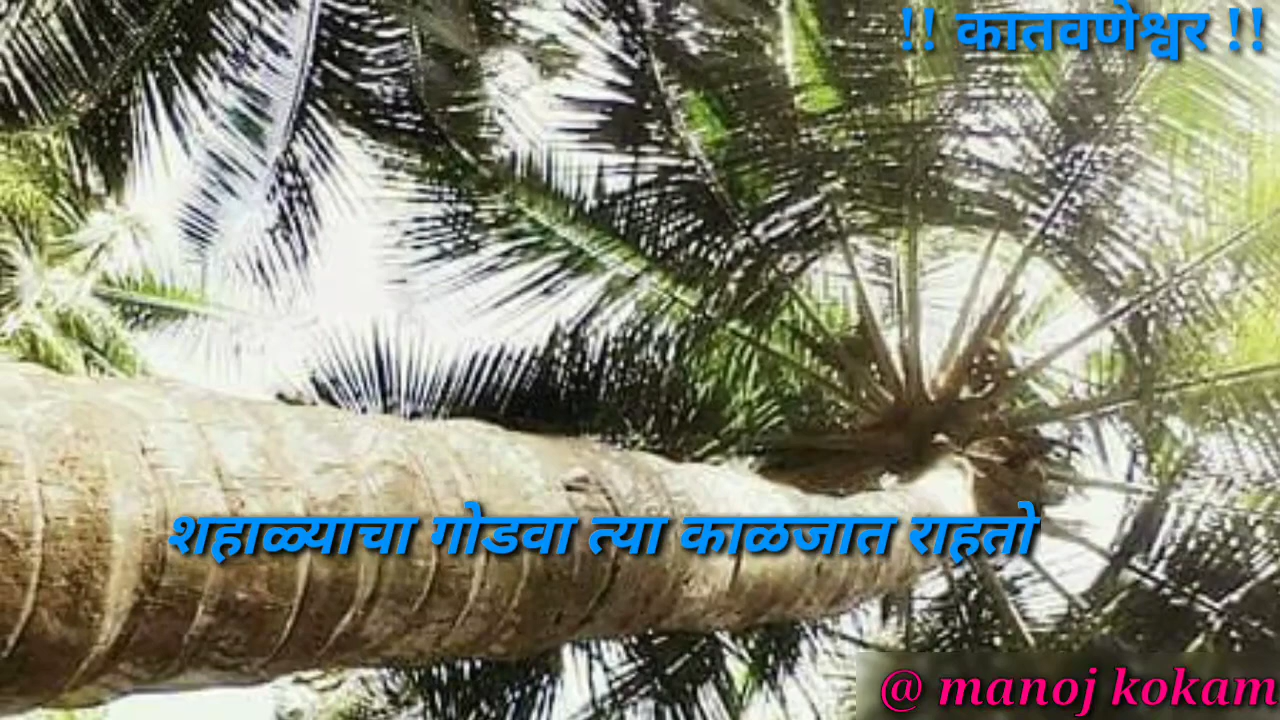 !! कातवणेश्वर !!
शहाळ्याचा गोडवा त्या काळजात राहतो
@ manoj kokam